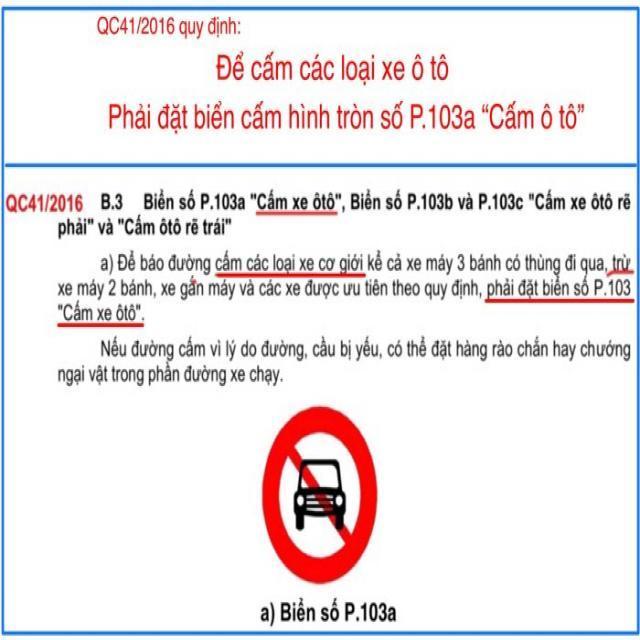 QC41/2016 quy định:
Để cấm các loại xe ô tô
Phải đặt biển cấm hình tròn số P.103a “Cấm ô tô”
QC41/2016 B.3 Biển số P.103a "Cấm xe ôtô", Biển số P.103b và P.103c "Cấm xe ôtô rẽ
phải" và "Cấm ôtô rẽ trái"
a) Để báo đường cấm các loại xe cơ giới kể cả xe máy 3 bánh có thùng đi qua, trừ
xe máy 2 bánh, xe gắn máy và các xe được ưu tiên theo quy định, phải đặt biển số P.103
"Cấm xe ôtô".
Nếu đường cấm vì lý do đường, cầu bị yếu, có thể đặt hàng rào chắn hay chướng
ngại vật trong phần đường xe chạy.
a) Biển số P.103a